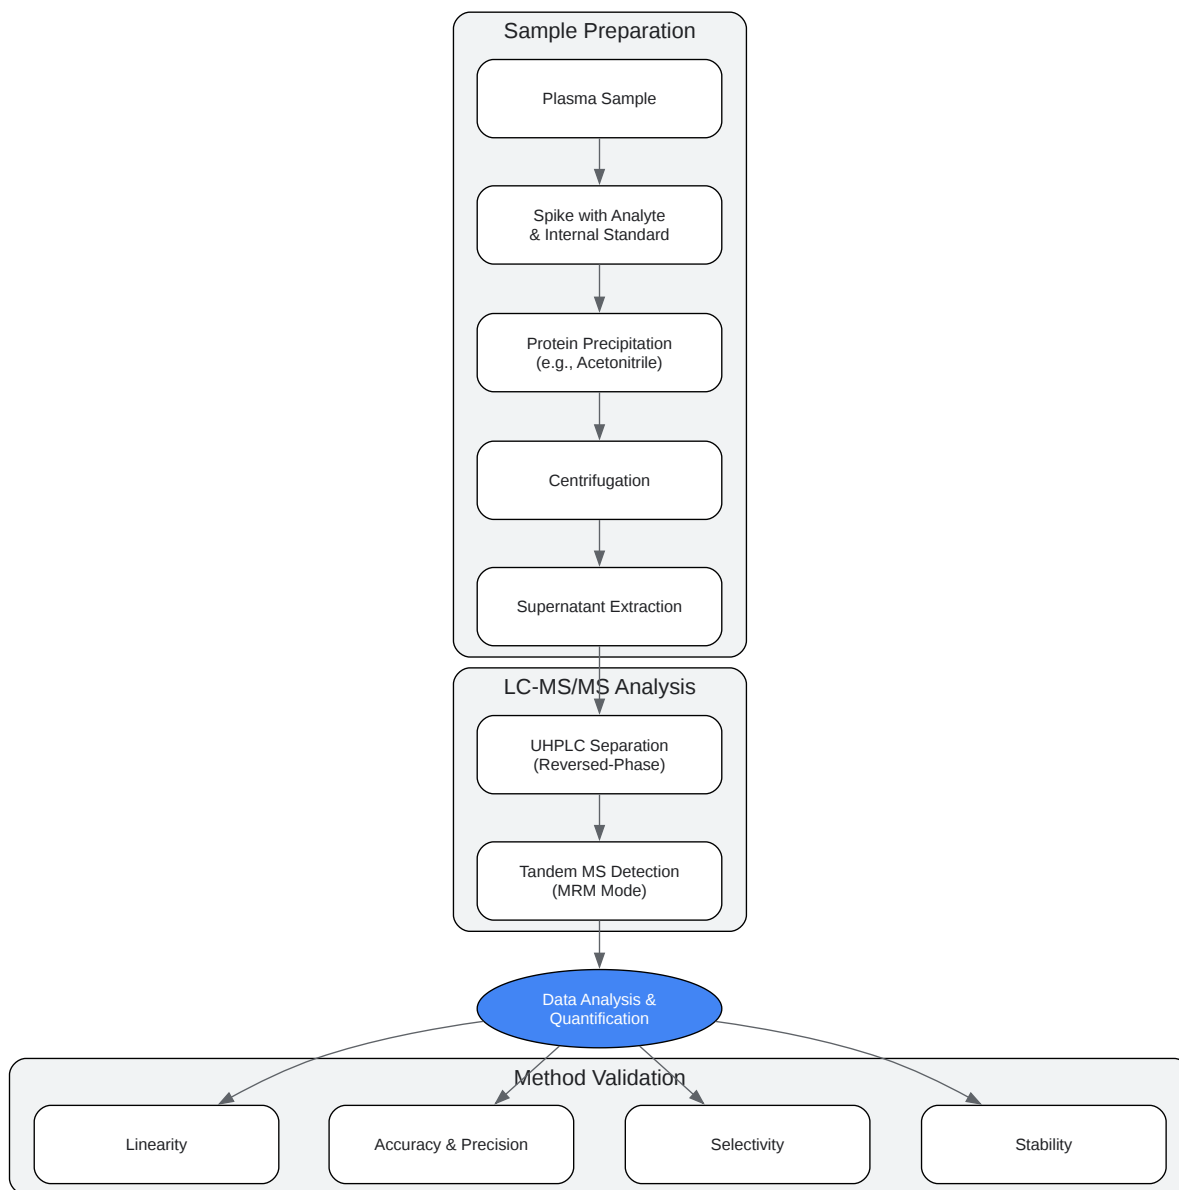 Sample Preparation
Plasma Sample
Spike with Analyte
& Internal Standard
Protein Precipitation
(e.g., Acetonitrile)
Centrifugation
Supernatant Extraction
LC-MS/MS Analysis
UHPLC Separation
(Reversed-Phase)
Tandem MS Detection
(MRM Mode)
Data Analysis &
Quantification
Method Validation
Linearity
Accuracy & Precision
Selectivity
Stability